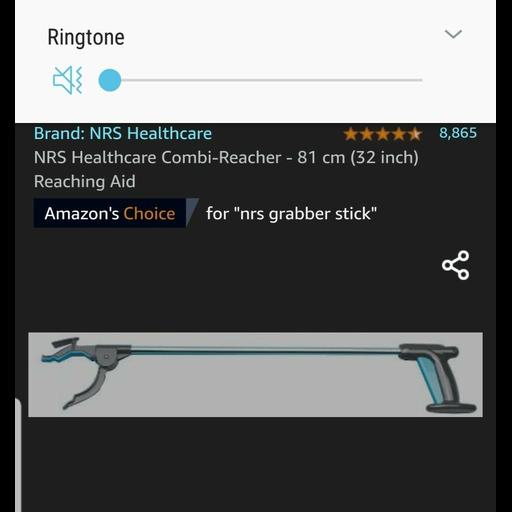 Ringtone
Brand: NRS Healthcare 8,865
NRS Healthcare Combi-Reacher - 81 cm (32 inch)
Reaching Aid
Amazon's Choice for "nrs grabber stick"